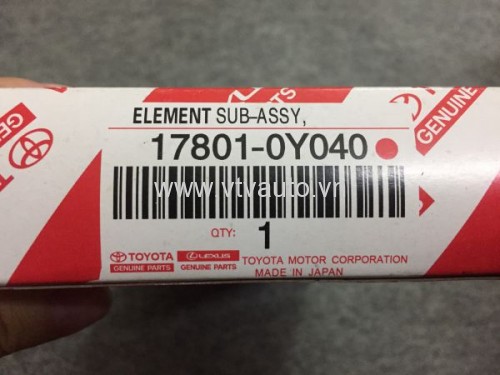 ELEMENT SUB-ASSY,
17801-0Y040
www.vtvauto.vn
QTY: 1
TOYOTA GENUINE PARTS
LEXUS GENUINE PARTS
TOYOTA MOTOR CORPORATION
MADE IN JAPAN
GENUINE
GENUINE